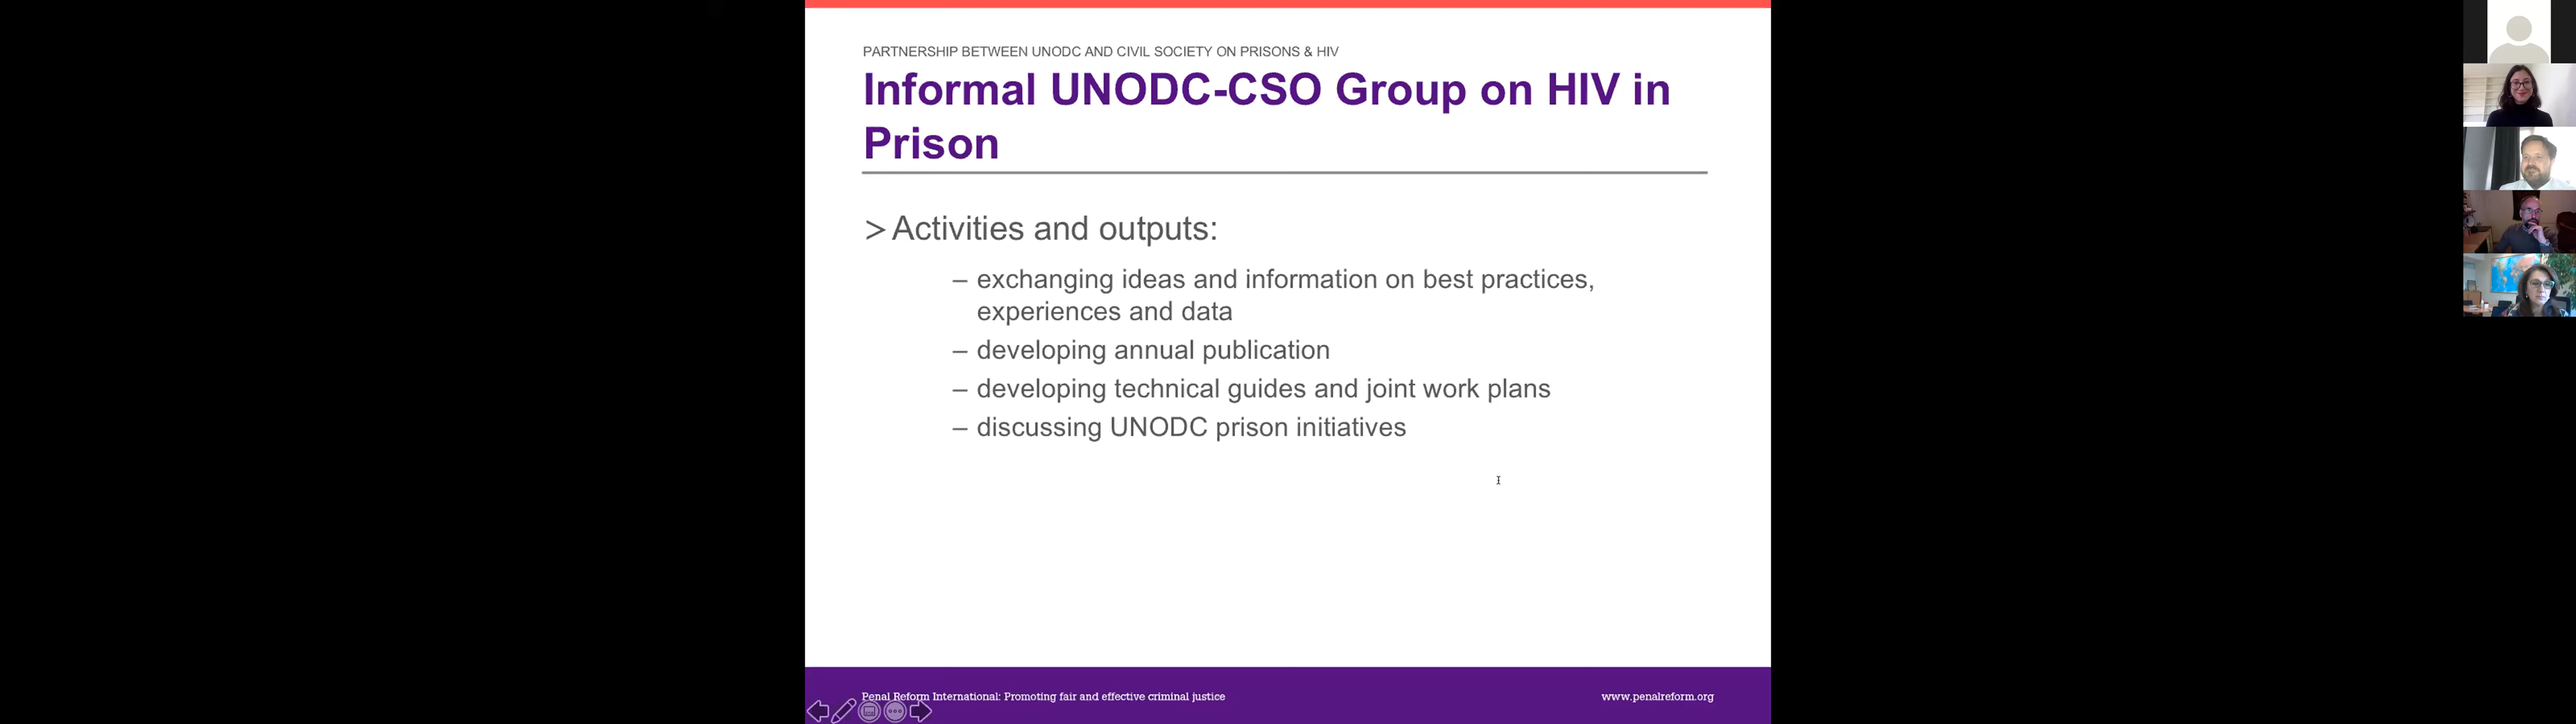 PARTNERSHIP BETWEEN UNODC AND CIVIL SOCIETY ON PRISONS & HIV
Informal UNODC-CSO Group on HIV in
Prison
> Activities and outputs:
– exchanging ideas and information on best practices,
experiences and data
– developing annual publication
– developing technical guides and joint work plans
– discussing UNODC prison initiatives
Penal Reform International: Promoting fair and effective criminal justice
www.penalreform.org